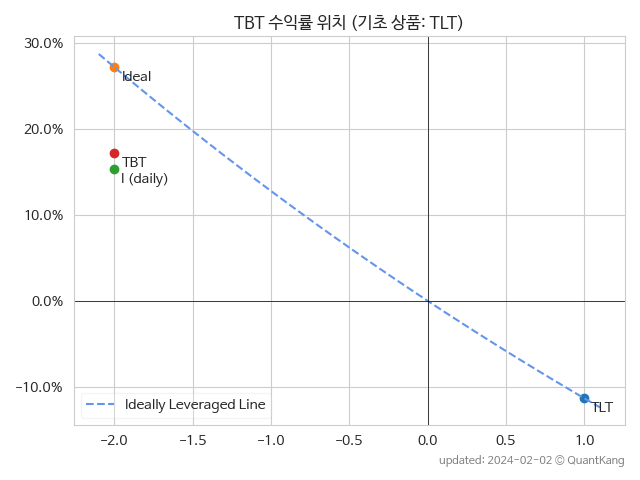 TBT 수익률 위치 (기초 상품: TLT)
30.0%
20.0%
10.0%
0.0%
−10.0%
Ideal
TBT
I (daily)
TLT
Ideally Leveraged Line
−2.0 −1.5 −1.0 −0.5 0.0 0.5 1.0
updated: 2024-02-02 © QuantKang